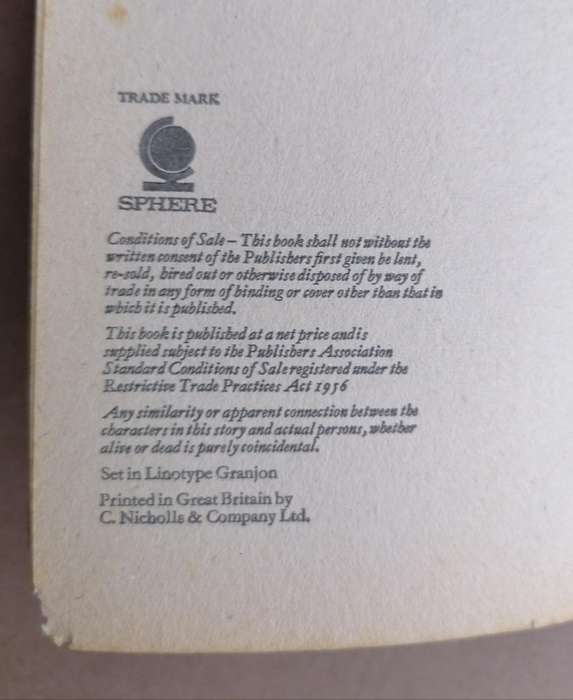 TRADE MARK
SPHERE
Conditions of Sale – This book shall not without the
written consent of the Publishers first given be lent,
re-sold, hired out or otherwise disposed of by way of
trade in any form of binding or cover other than that in
which it is published.
This book is published at a net price and is
supplied subject to the Publishers Association
Standard Conditions of Sale registered under the
Restrictive Trade Practices Act 1956
Any similarity or apparent connection between the
characters in this story and actual persons, whether
alive or dead is purely coincidental.
Set in Linotype Granjon
Printed in Great Britain by
C. Nicholls & Company Ltd.